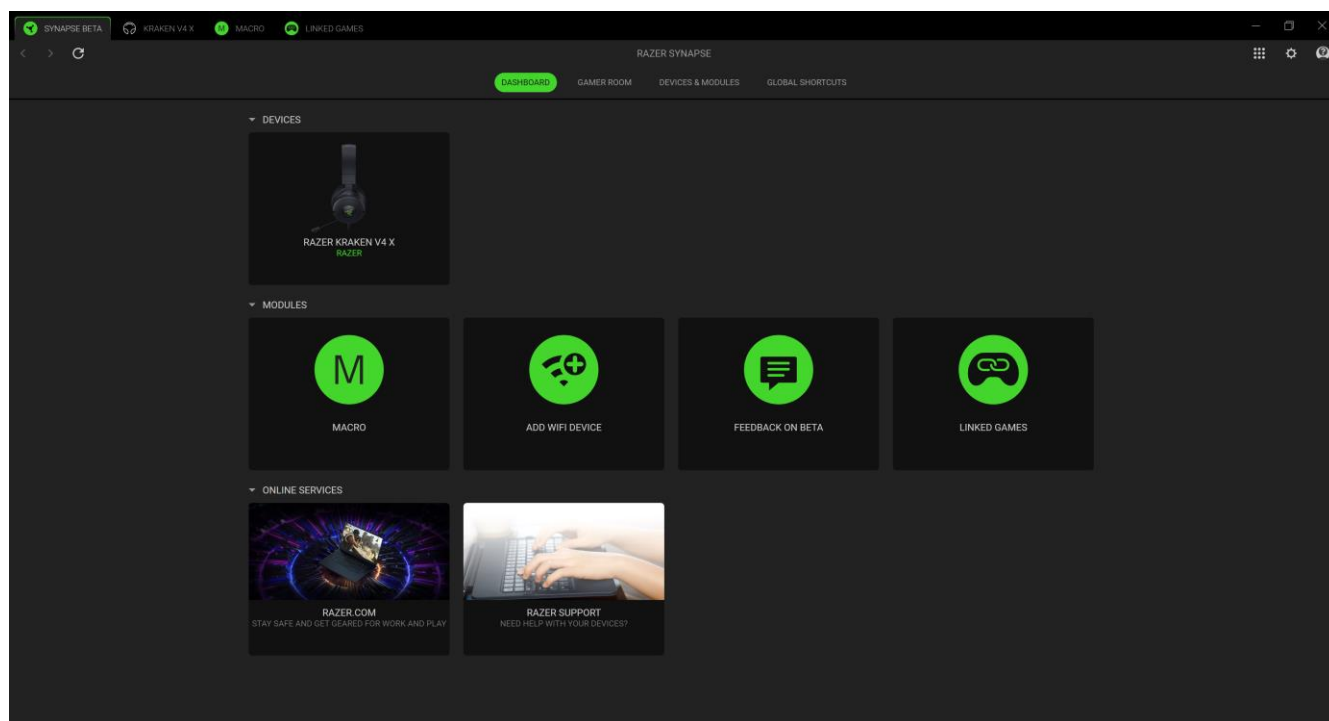 SYNAPSE BETA
KRAKEN V4 X
M
MACRO
LINKED GAMES
RAZER SYNAPSE
DASHBOARD
GAMER ROOM
DEVICES & MODULES
GLOBAL SHORTCUTS
DEVICES
RAZER KRAKEN V4 X
RAZER
MODULES
M
MACRO
ADD WIFI DEVICE
FEEDBACK ON BETA
LINKED GAMES
ONLINE SERVICES
RAZER.COM
STAY SAFE AND GET GEARED FOR WORK AND PLAY
RAZER SUPPORT
NEED HELP WITH YOUR DEVICES?